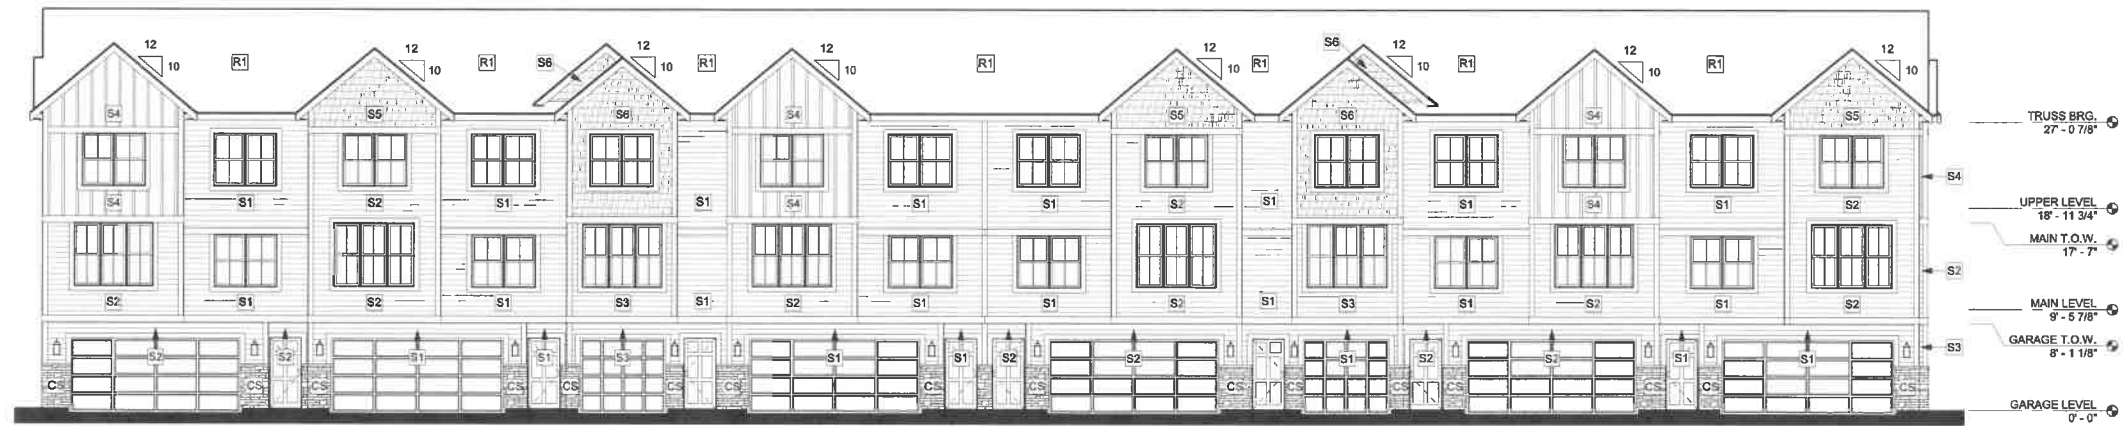 12 12 12 12 12 S6 12 12 12
R1 R1 S6 R1 R1 R1 R1 R1
10 10 10 10 10 10 10 10
S4 S5 S6 S4 S5 S6 S4 S5
TRUSS BRG.
27' - 0 7/8"
S4
S4 S1 S2 S1 S1 S4 S1 S1 S2 S1 S1 S4 S1 S2
UPPER LEVEL
18' - 11 3/4"
MAIN T.O.W.
17' - 7"
S2
S2 S1 S2 S1 S3 S1 S2 S1 S1 S2 S1 S3 S1 S2 S1 S2
MAIN LEVEL
9' - 5 7/8"
GARAGE T.O.W.
8' - 1 1/8"
S3
S2 S2 S1 S1 S3 S1 S1 S2 S2 S1 S2 S2 S1 S1
CS CS CS CS CS CS CS CS CS CS CS CS CS CS CS
GARAGE LEVEL
0' - 0"